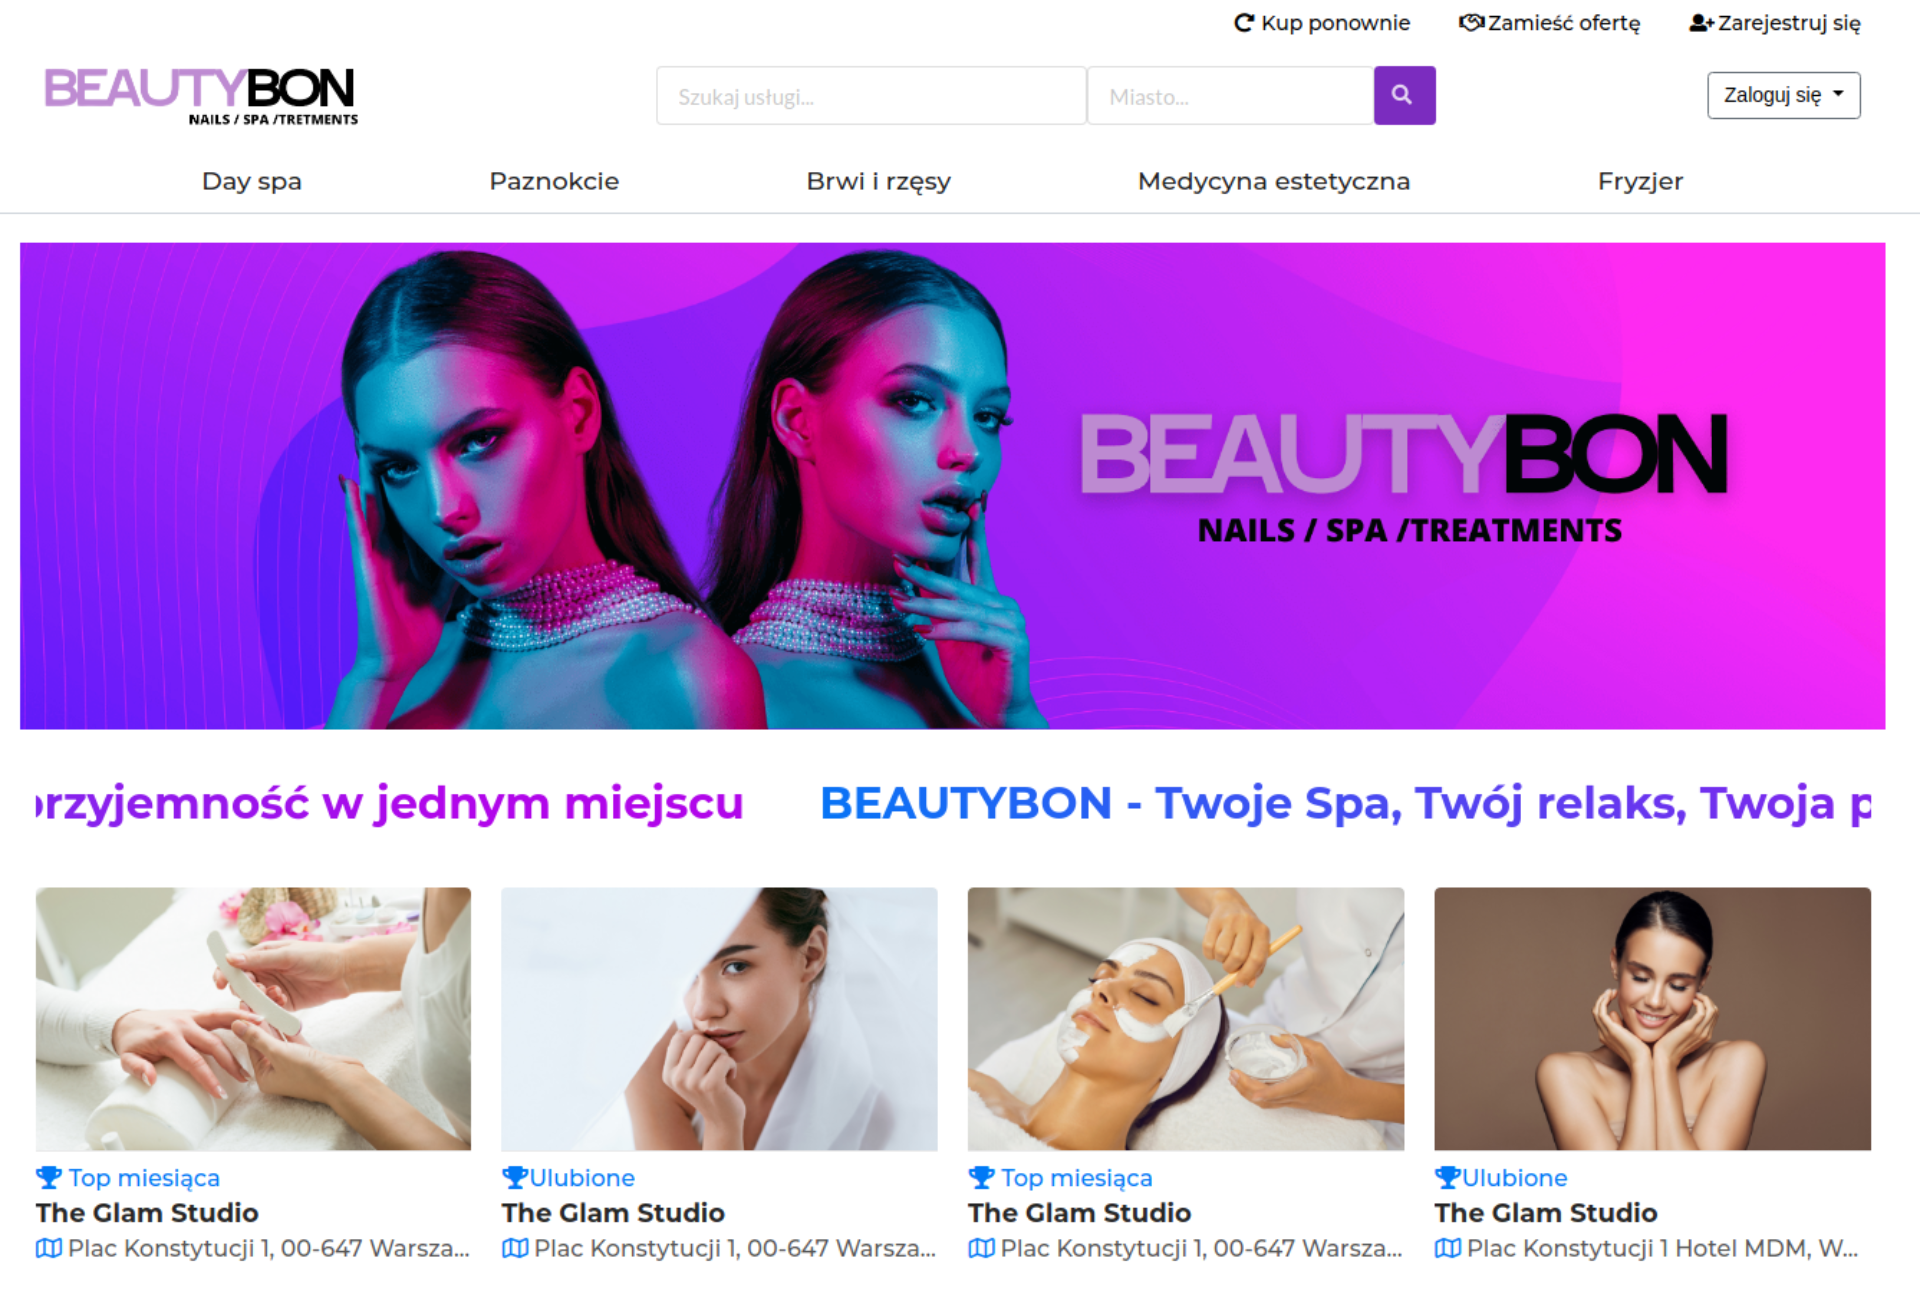 Kup ponownie Zamieść ofertę Zarejestruj się
BEAUTYBON
NAILS / SPA /TRETMENTS
Szukaj usługi... Miasto...
Zaloguj się
Day spa Paznokcie Brwi i rzęsy Medycyna estetyczna Fryzjer
BEAUTYBON
NAILS / SPA /TREATMENTS
przyjemność w jednym miejscu BEAUTYBON - Twoje Spa, Twój relaks, Twoja p
Top miesiąca
The Glam Studio
Plac Konstytucji 1, 00-647 Warsza...
Ulubione
The Glam Studio
Plac Konstytucji 1, 00-647 Warsza...
Top miesiąca
The Glam Studio
Plac Konstytucji 1, 00-647 Warsza...
Ulubione
The Glam Studio
Plac Konstytucji 1 Hotel MDM, W...